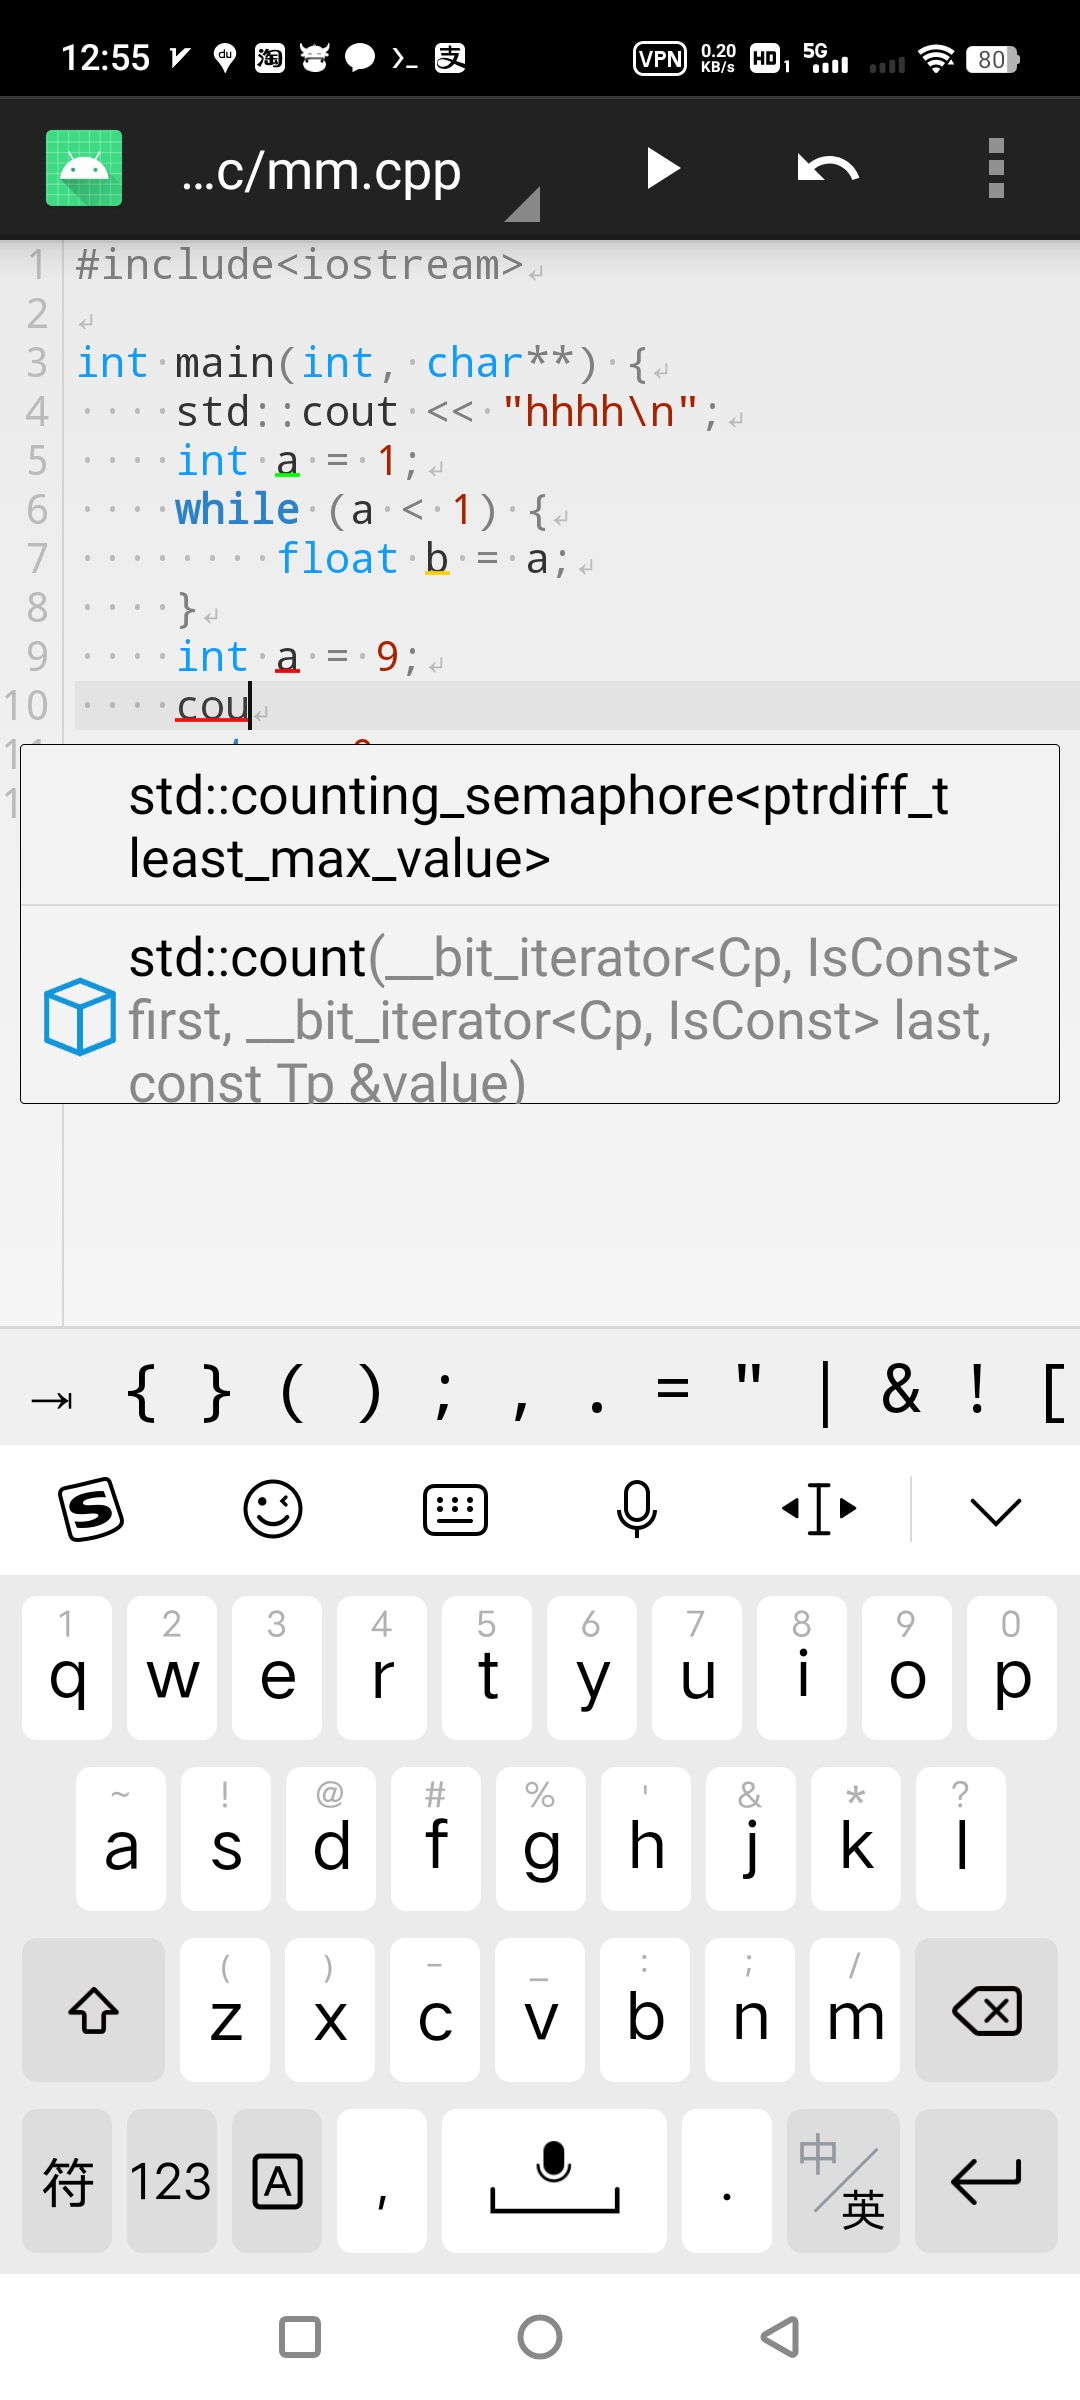 12:55 du 淘 支 VPN 0.20 KB/s HD 1 5G 80
...c/mm.cpp
1 #include<iostream>
2
3 int main(int, char**) {
4 std::cout << "hhhh\n";
5 int a = 1;
6 while (a < 1) {
7 float b = a;
8 }
9 int a = 9;
10 cou
std::counting_semaphore<ptrdiff_t
least_max_value>
std::count(__bit_iterator<Cp, IsConst>
first, __bit_iterator<Cp, IsConst> last,
const Tp &value)
→ { } ( ) ; , . = " | & ! [
S
1 2 3 4 5 6 7 8 9 0
q w e r t y u i o p
~ ! @ # % ' & * ?
a s d f g h j k l
( ) - _ : ; /
z x c v b n m
符 123 A , . 中/英